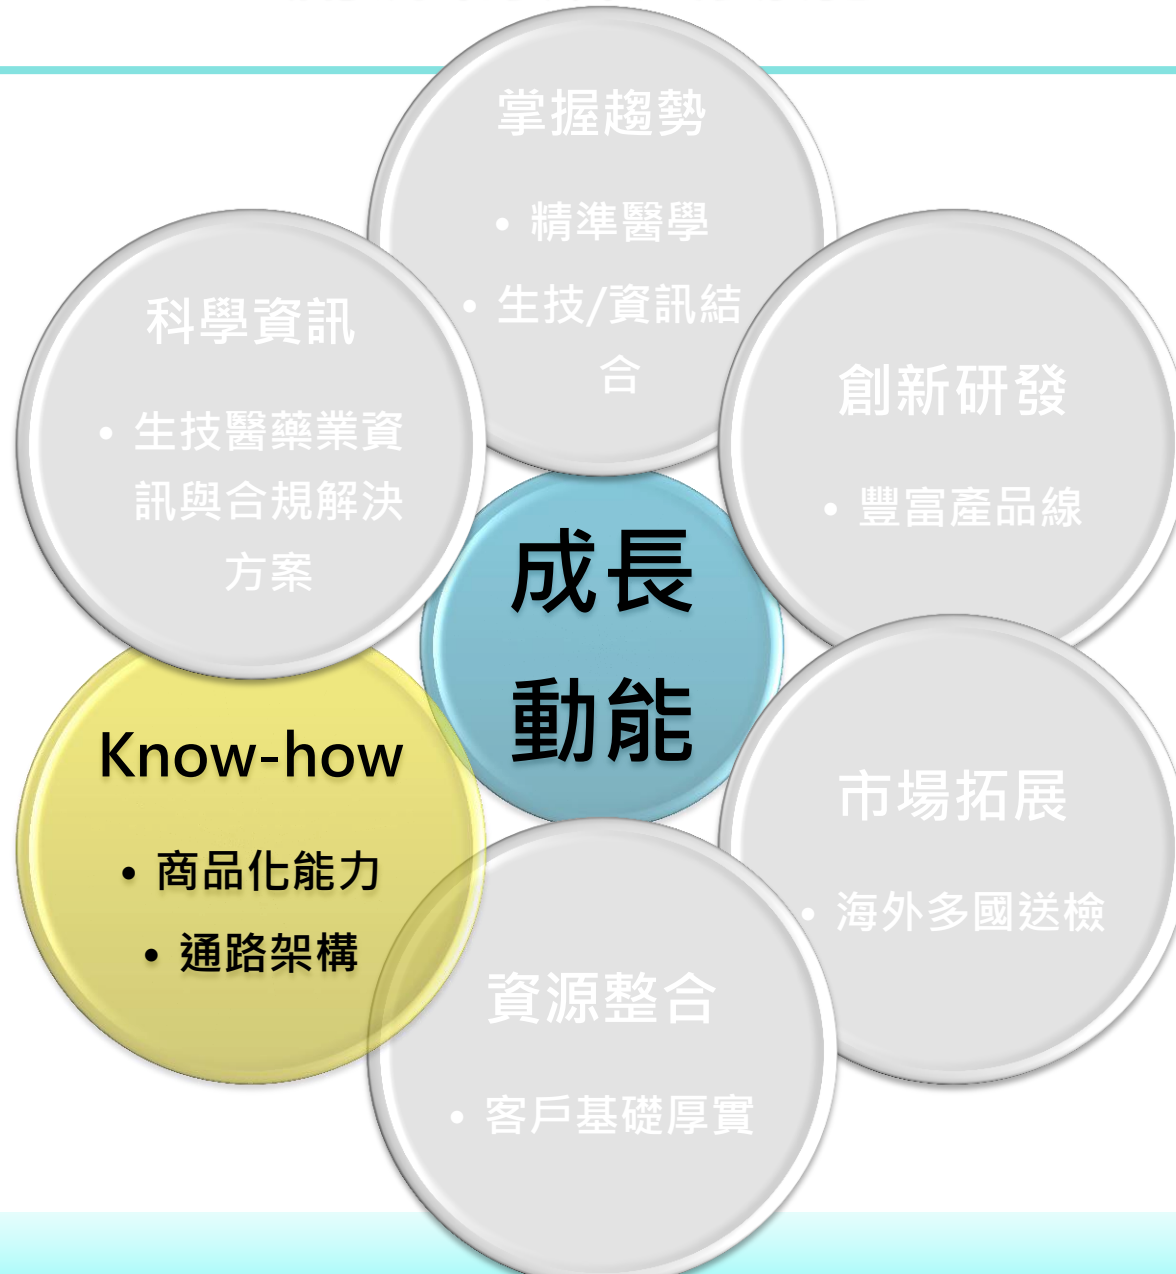 掌握趨勢
• 精準醫學
• 生技/資訊結
合
科學資訊
• 生技醫藥業資
訊與合規解決
方案
創新研發
• 豐富產品線
成長
動能
Know-how
• 商品化能力
• 通路架構
市場拓展
• 海外多國送檢
資源整合
• 客戶基礎厚實